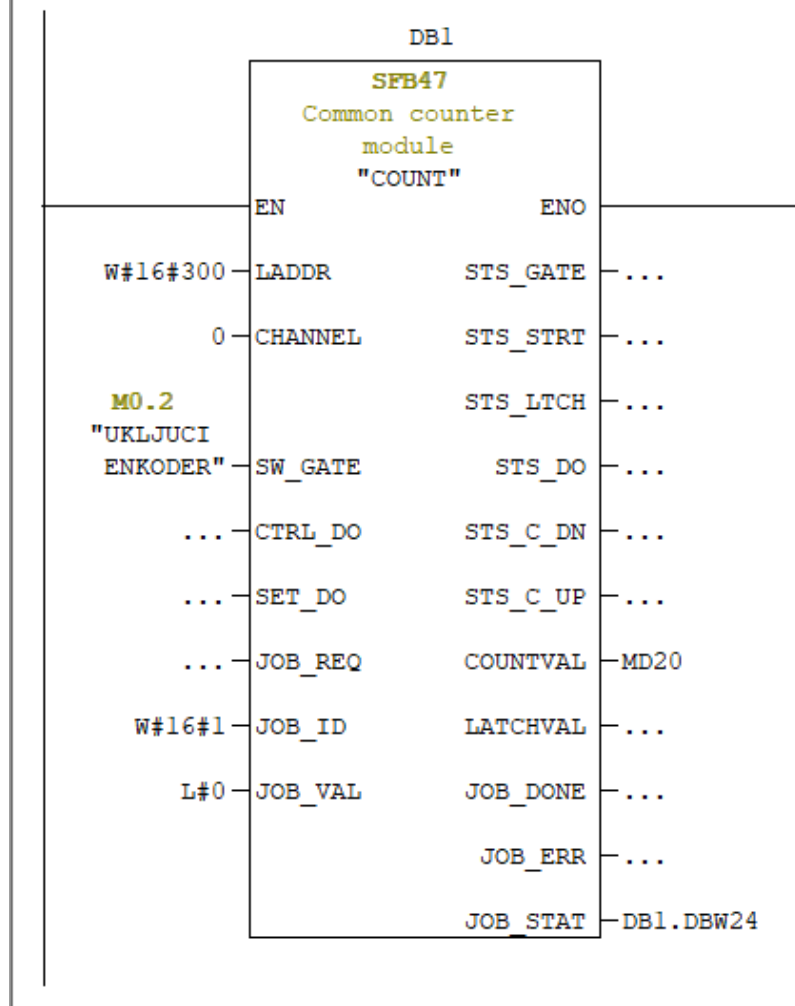 DB1
SFB47
Common counter
module
"COUNT"
EN ENO
W#16#300 LADDR STS_GATE ...
0 CHANNEL STS_STRT ...
M0.2 STS_LTCH ...
"UKLJUCI
ENKODER" SW_GATE STS_DO ...
... CTRL_DO STS_C_DN ...
... SET_DO STS_C_UP ...
... JOB_REQ COUNTVAL MD20
W#16#1 JOB_ID LATCHVAL ...
L#0 JOB_VAL JOB_DONE ...
JOB_ERR ...
JOB_STAT DB1.DBW24